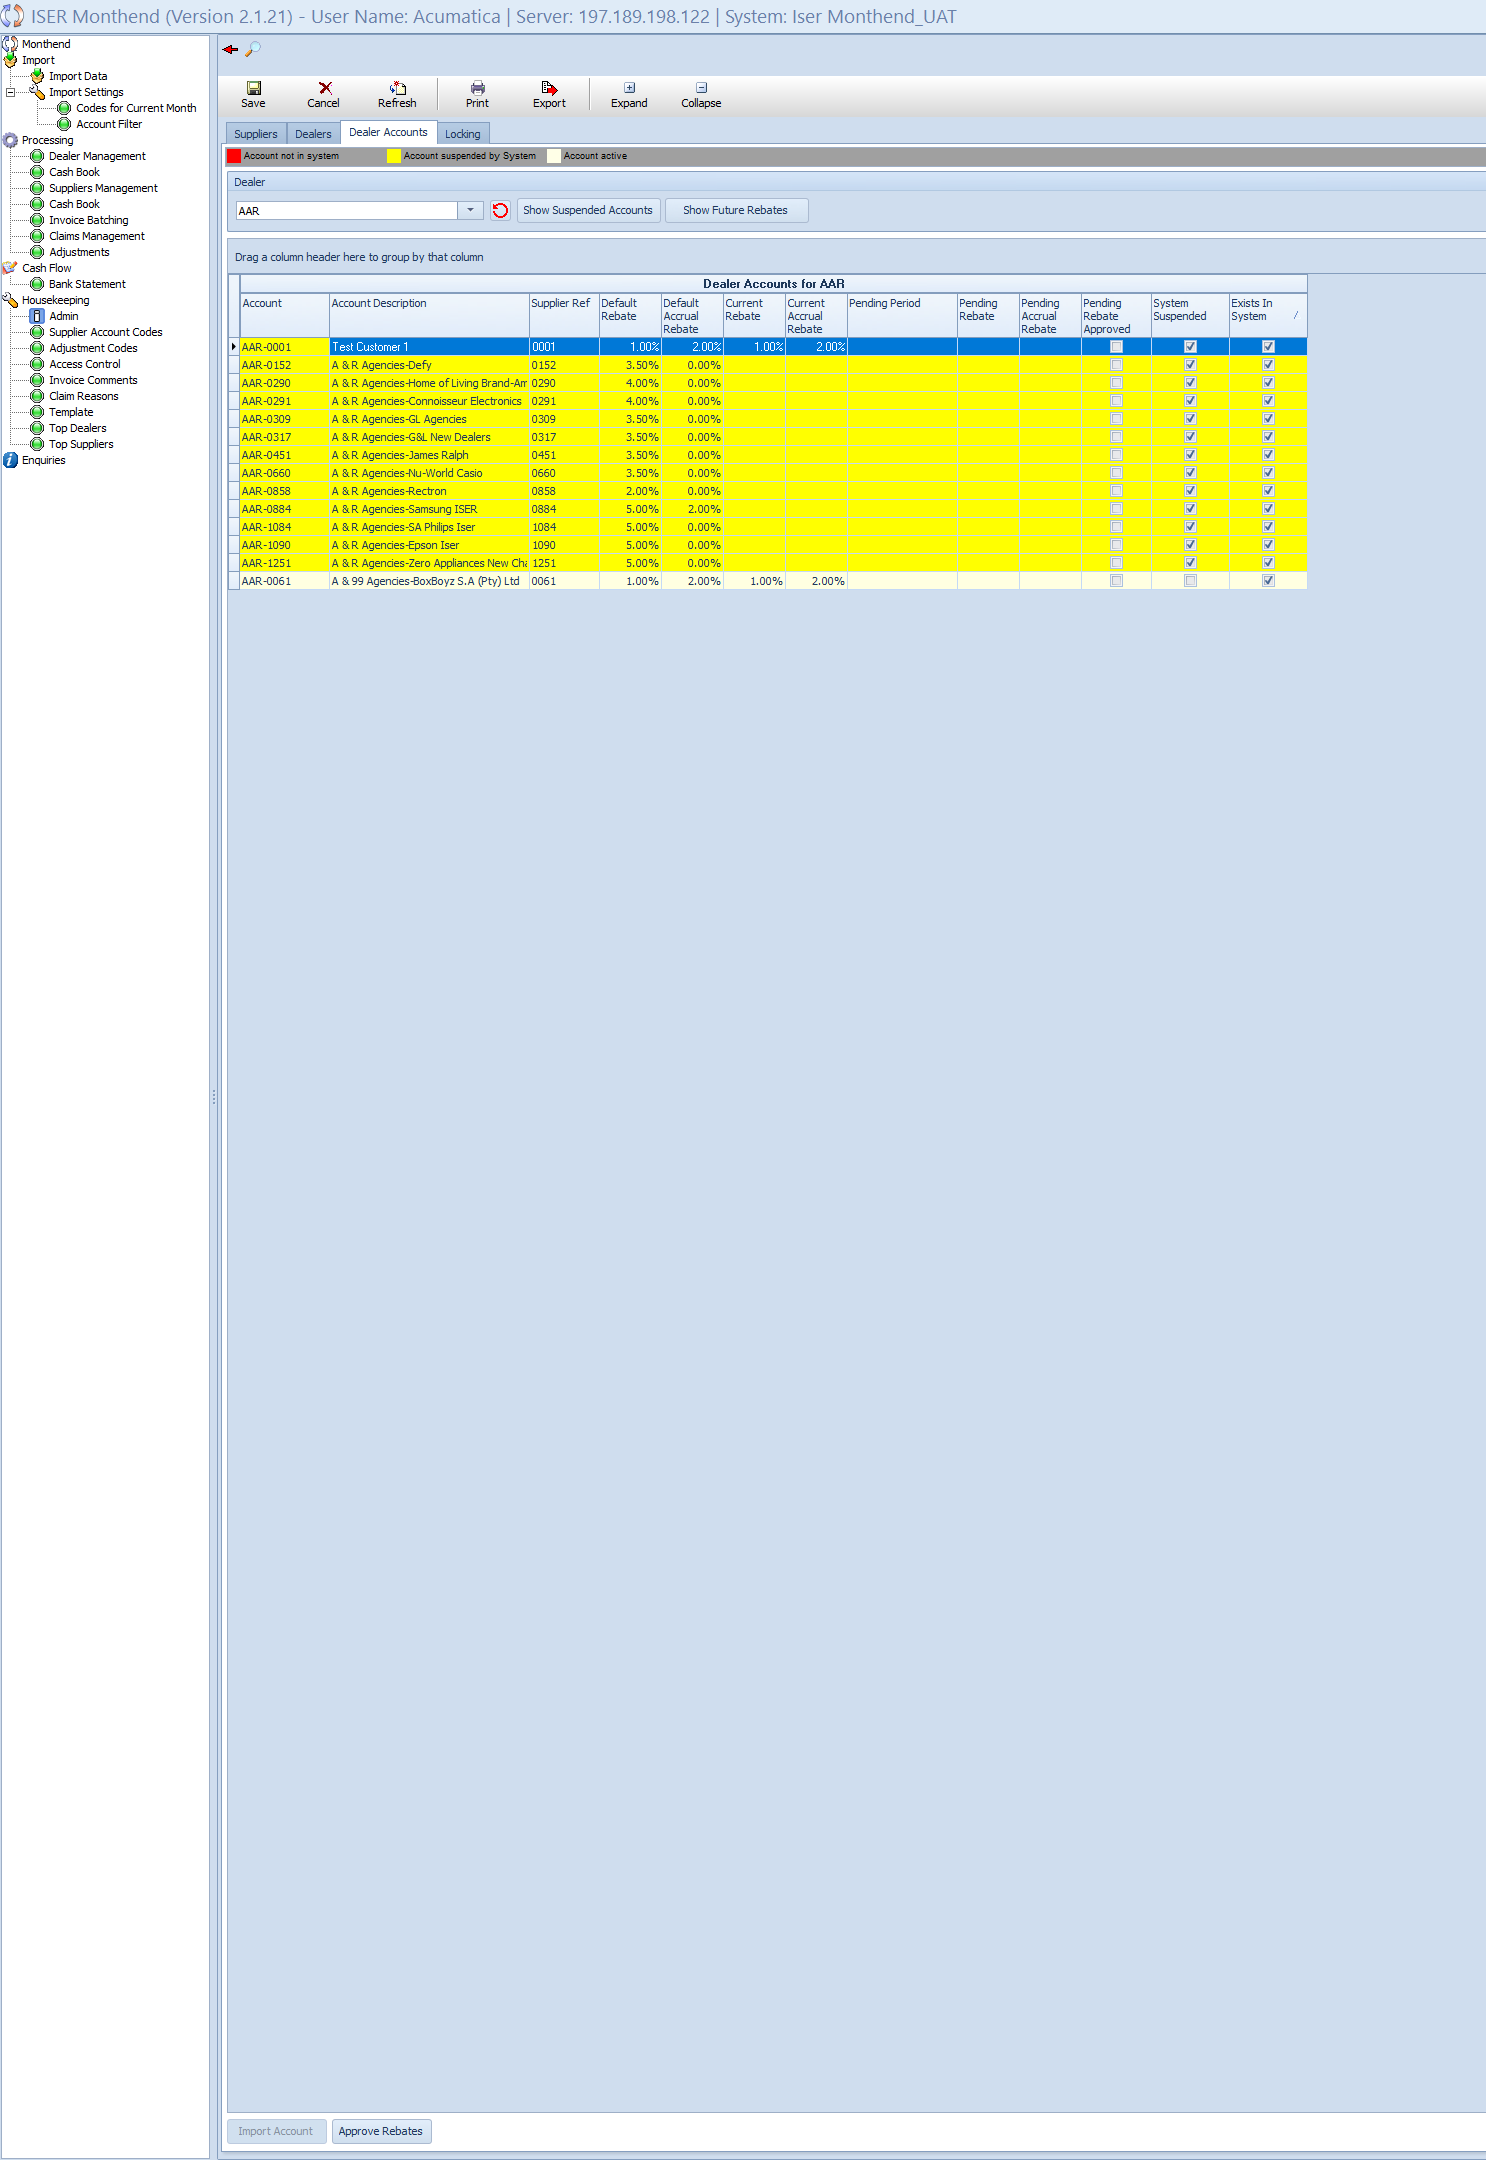 ISER Monthend (Version 2.1.21) - User Name: Acumatica | Server: 197.189.198.122 | System: Iser Monthend_UAT
Monthend
Import
Import Data
Import Settings
Codes for Current Month
Account Filter
Processing
Dealer Management
Cash Book
Suppliers Management
Cash Book
Invoice Batching
Claims Management
Adjustments
Cash Flow
Bank Statement
Housekeeping
Admin
Supplier Account Codes
Adjustment Codes
Access Control
Invoice Comments
Claim Reasons
Template
Top Dealers
Top Suppliers
Enquiries
Save Cancel Refresh Print Export Expand Collapse
Suppliers Dealers Dealer Accounts Locking
Account not in system Account suspended by System Account active
Dealer
AAR Show Suspended Accounts Show Future Rebates
Drag a column header here to group by that column
Dealer Accounts for AAR
Account Account Description Supplier Ref Default Rebate Default Accrual Rebate Current Rebate Current Accrual Rebate Pending Period Pending Rebate Pending Accrual Rebate Pending Rebate Approved System Suspended Exists In System
AAR-0001 Test Customer 1 0001 1.00% 2.00% 1.00% 2.00%
AAR-0152 A & R Agencies-Defy 0152 3.50% 0.00%
AAR-0290 A & R Agencies-Home of Living Brand-Am 0290 4.00% 0.00%
AAR-0291 A & R Agencies-Connoisseur Electronics 0291 4.00% 0.00%
AAR-0309 A & R Agencies-GL Agencies 0309 3.50% 0.00%
AAR-0317 A & R Agencies-G&L New Dealers 0317 3.50% 0.00%
AAR-0451 A & R Agencies-James Ralph 0451 3.50% 0.00%
AAR-0660 A & R Agencies-Nu-World Casio 0660 3.50% 0.00%
AAR-0858 A & R Agencies-Rectron 0858 2.00% 0.00%
AAR-0884 A & R Agencies-Samsung ISER 0884 5.00% 2.00%
AAR-1084 A & R Agencies-SA Philips Iser 1084 5.00% 0.00%
AAR-1090 A & R Agencies-Epson Iser 1090 5.00% 0.00%
AAR-1251 A & R Agencies-Zero Appliances New Cha 1251 5.00% 0.00%
AAR-0061 A & 99 Agencies-BoxBoyz S.A (Pty) Ltd 0061 1.00% 2.00% 1.00% 2.00%
Import Account Approve Rebates